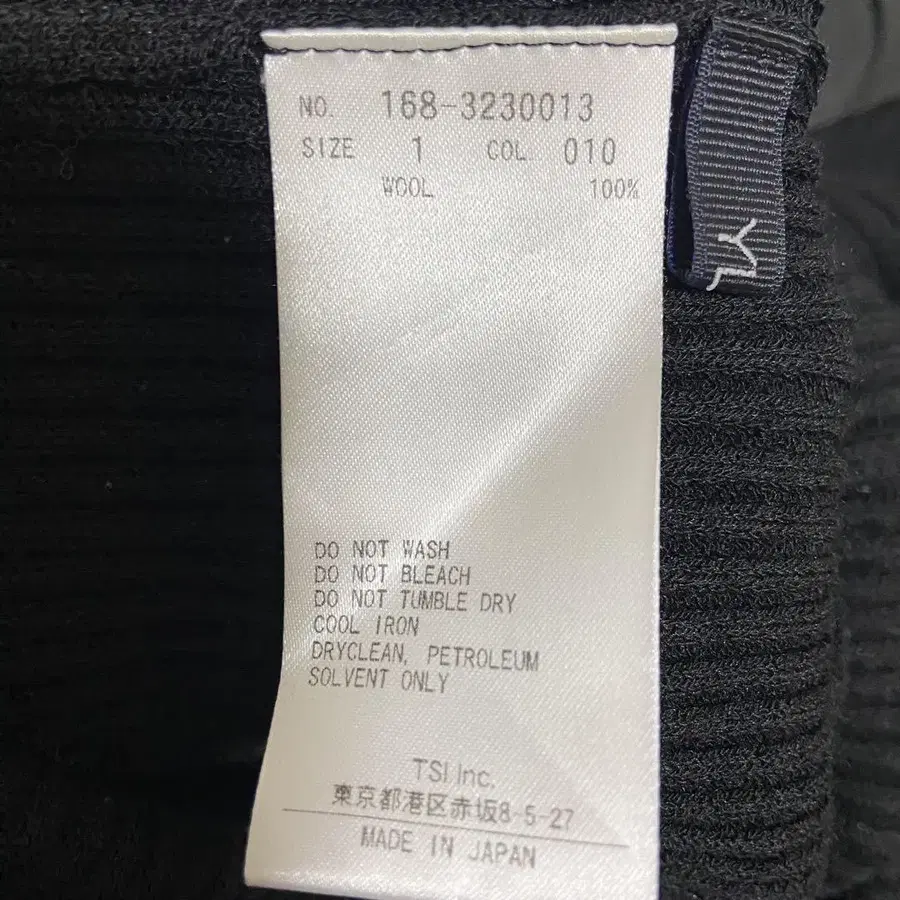 NO. 168-3230013
SIZE 1 COL 010
WOOL 100%
DO NOT WASH
DO NOT BLEACH
DO NOT TUMBLE DRY
COOL IRON
DRYCLEAN, PETROLEUM
SOLVENT ONLY
TSI Inc.
東京都港区赤坂8-5-27
MADE IN JAPAN